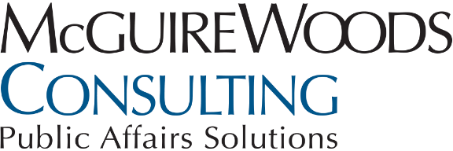 McGUIREWOODS
CONSULTING
Public Affairs Solutions